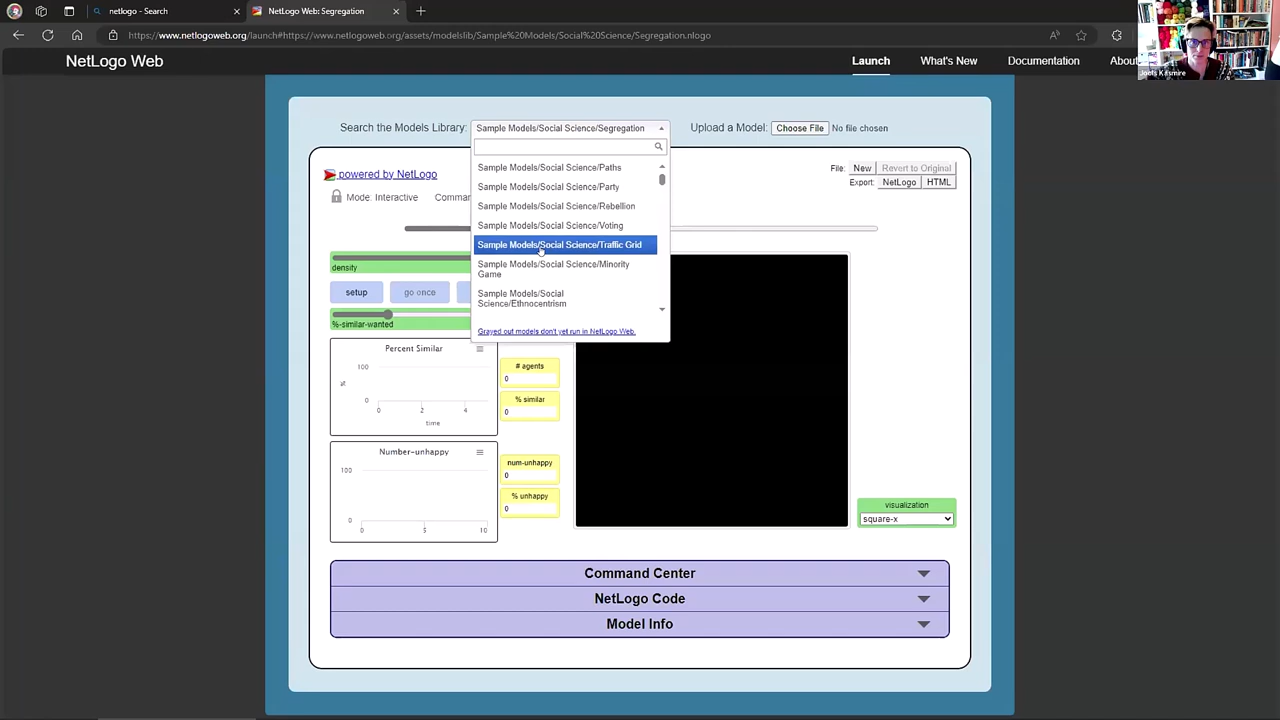 netlogo - Search
NetLogo Web: Segregation
https://www.netlogoweb.org/launch#https://www.netlogoweb.org/assets/modelslib/Sample%20Models/Social%20Science/Segregation.nlogo
NetLogo Web
Launch
What's New
Documentation
Abou
Jools Kasmire
Search the Models Library:
Sample Models/Social Science/Segregation
Upload a Model:
Choose File
No file chosen
Sample Models/Social Science/Paths
Sample Models/Social Science/Party
Sample Models/Social Science/Rebellion
Sample Models/Social Science/Voting
Sample Models/Social Science/Traffic Grid
Sample Models/Social Science/Minority
Game
Sample Models/Social
Science/Ethnocentrism
Grayed out models don't yet run in NetLogo Web.
powered by NetLogo
File:
New
Revert to Original
Export:
NetLogo
HTML
Mode: Interactive
Comma
density
setup
go once
%-similar-wanted
Percent Similar
100
%
0
0
2
4
time
# agents
0
% similar
0
Number-unhappy
100
0
0
5
10
num-unhappy
0
% unhappy
0
visualization
square-x
Command Center
NetLogo Code
Model Info